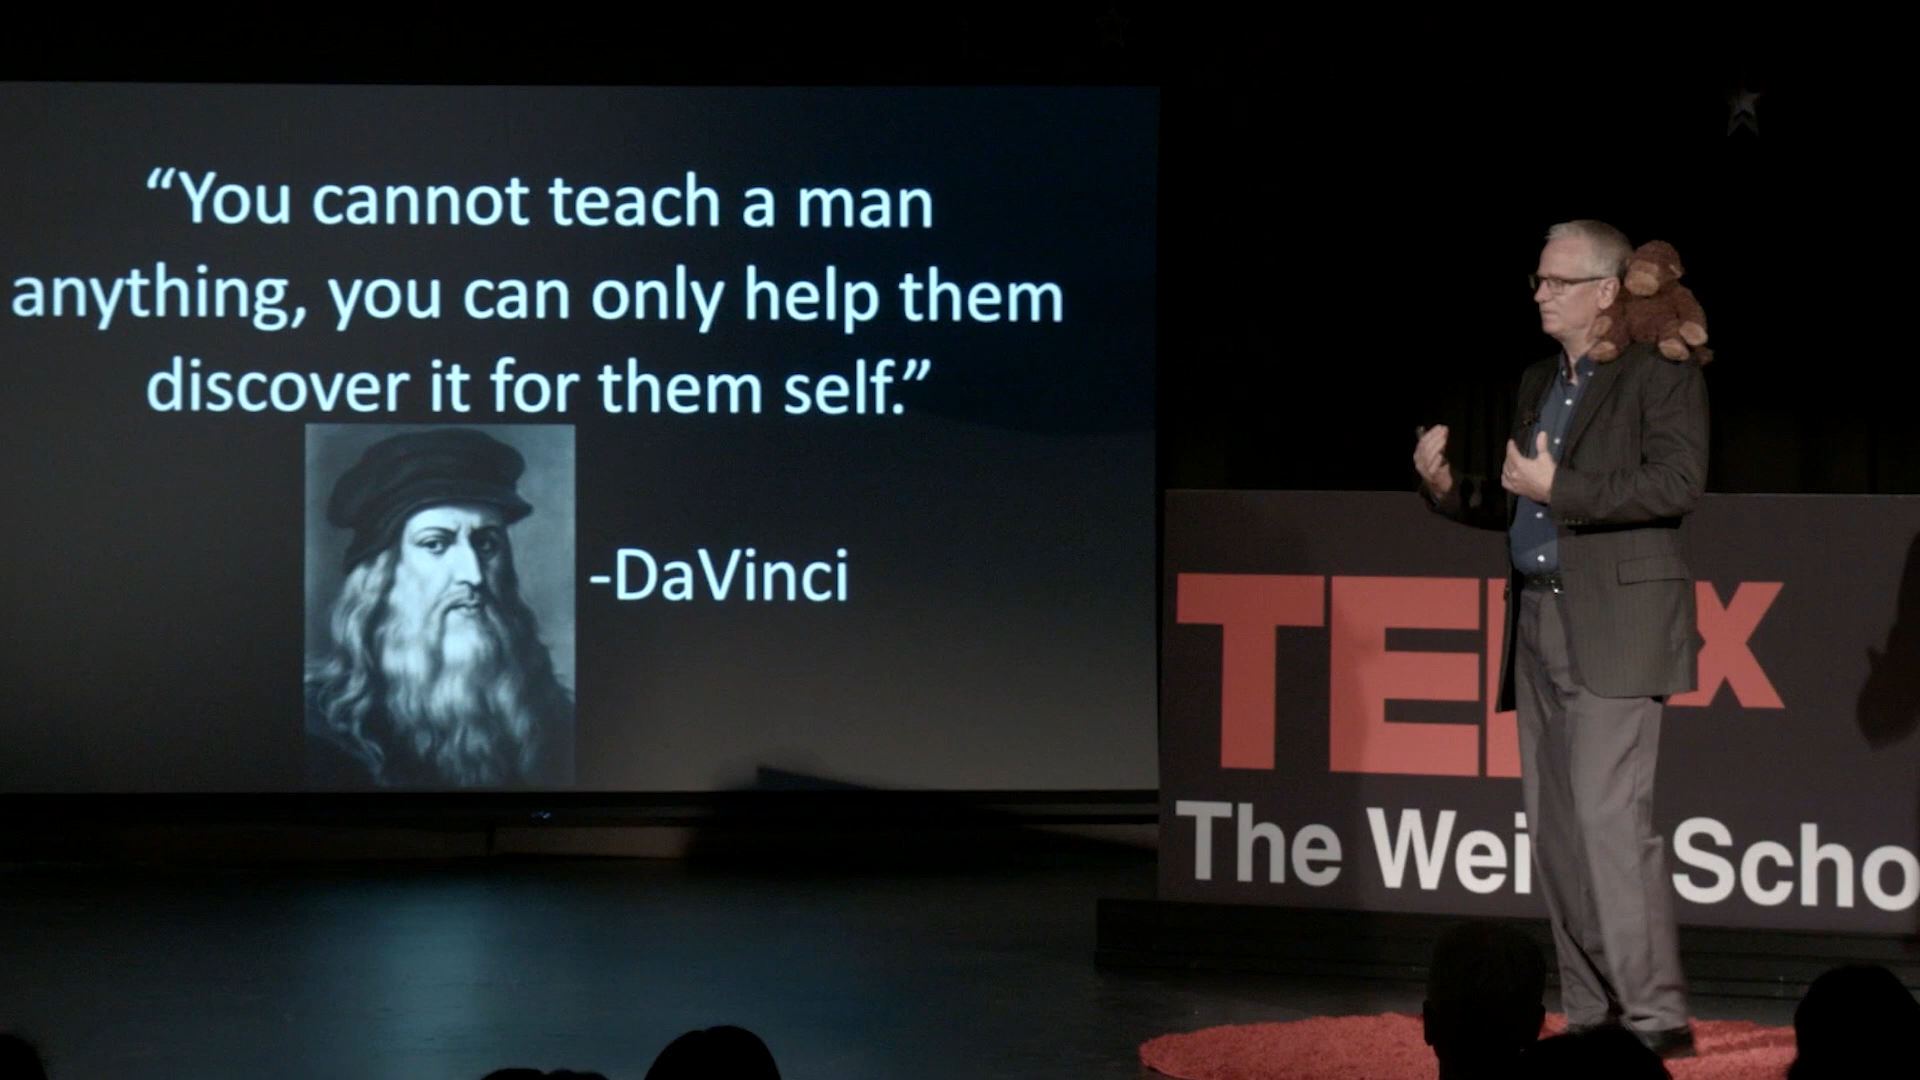 “You cannot teach a man
anything, you can only help them
discover it for them self.”
-DaVinci
TEDx
The Wei Scho